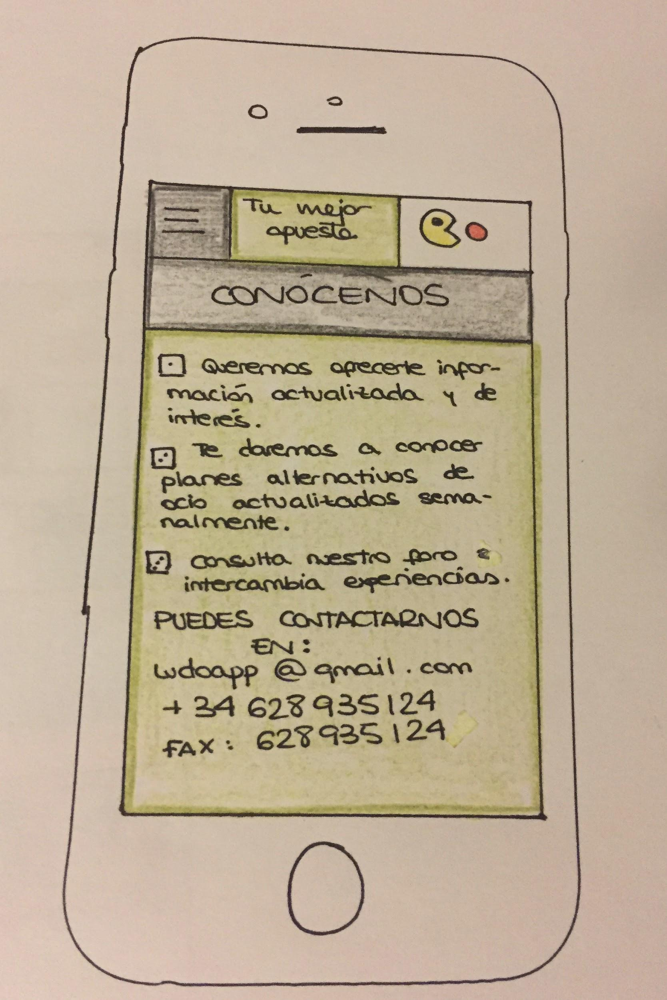 Tu mejor
apuesta
CONÓCENOS
Queremos ofrecerte infor-
mación actualizada y de
interés.
Te daremos a conocer
planes alternativos de
ocio actualizados sema-
nalmente.
Consulta nuestro foro e
intercambia experiencias.
PUEDES CONTACTARNOS
EN:
wdoapp@gmail.com
+34 628935124
FAX: 628935124